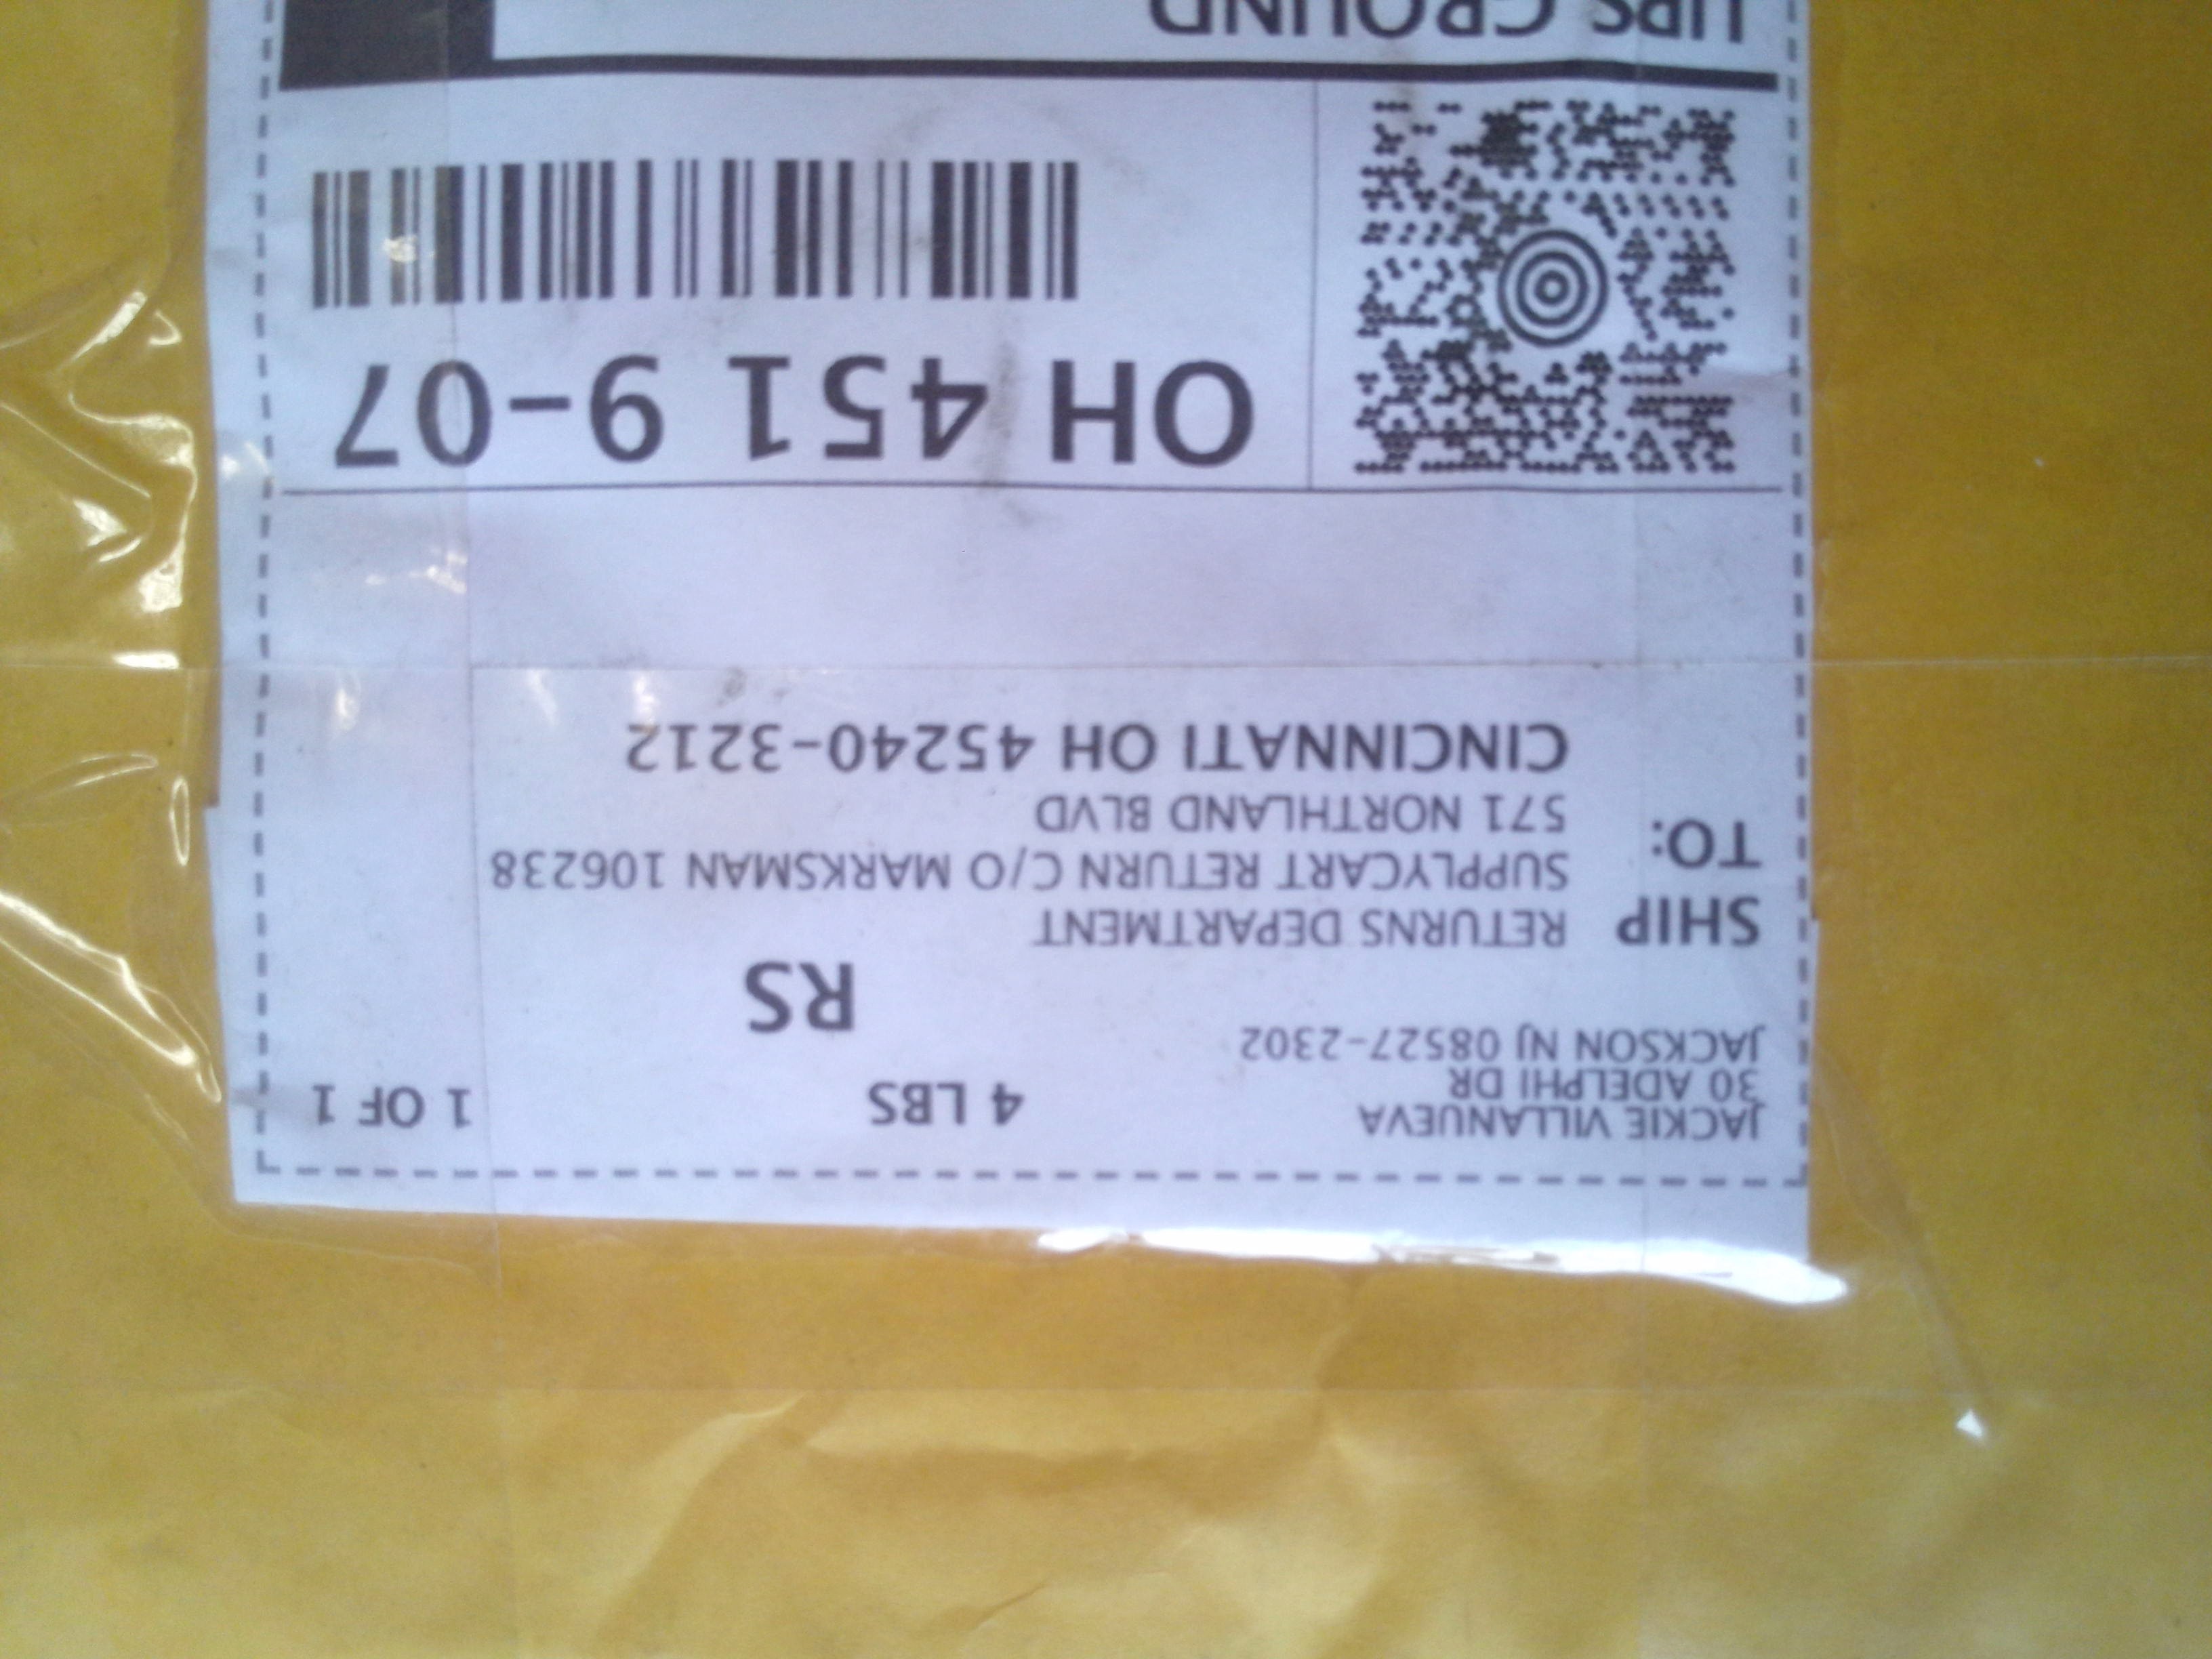 JACKIE VILLANUEVA
30 ADELPHI DR
JACKSON NJ 08527-2302
4 LBS
1 OF 1
RS
SHIP
TO:
RETURNS DEPARTMENT
SUPPLYCART RETURN C/O MARKSMAN 106238
571 NORTHLAND BLVD
CINCINNATI OH 45240-3212
OH 451 9-07
UPS GROUND